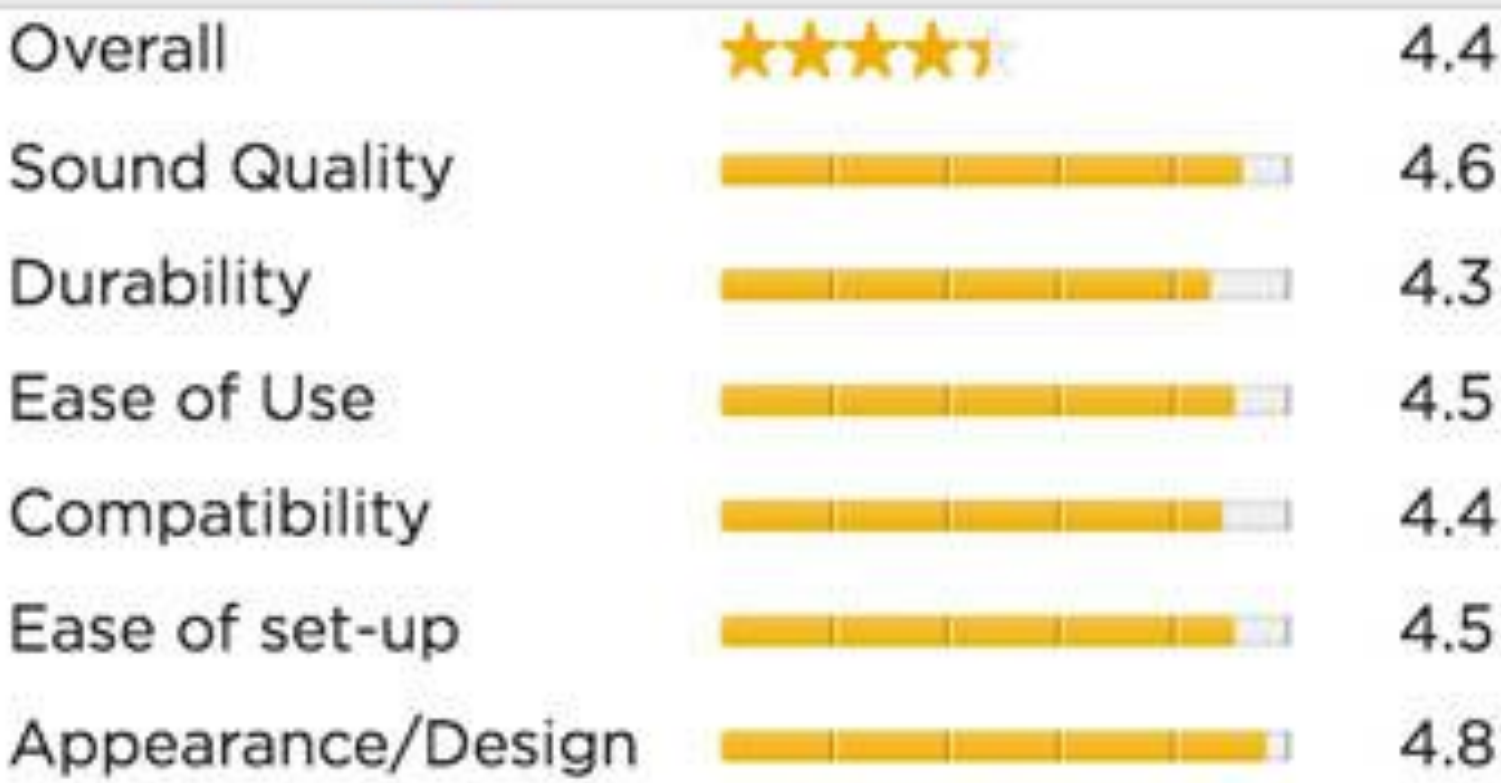 Overall 4.4
Sound Quality 4.6
Durability 4.3
Ease of Use 4.5
Compatibility 4.4
Ease of set-up 4.5
Appearance/Design 4.8